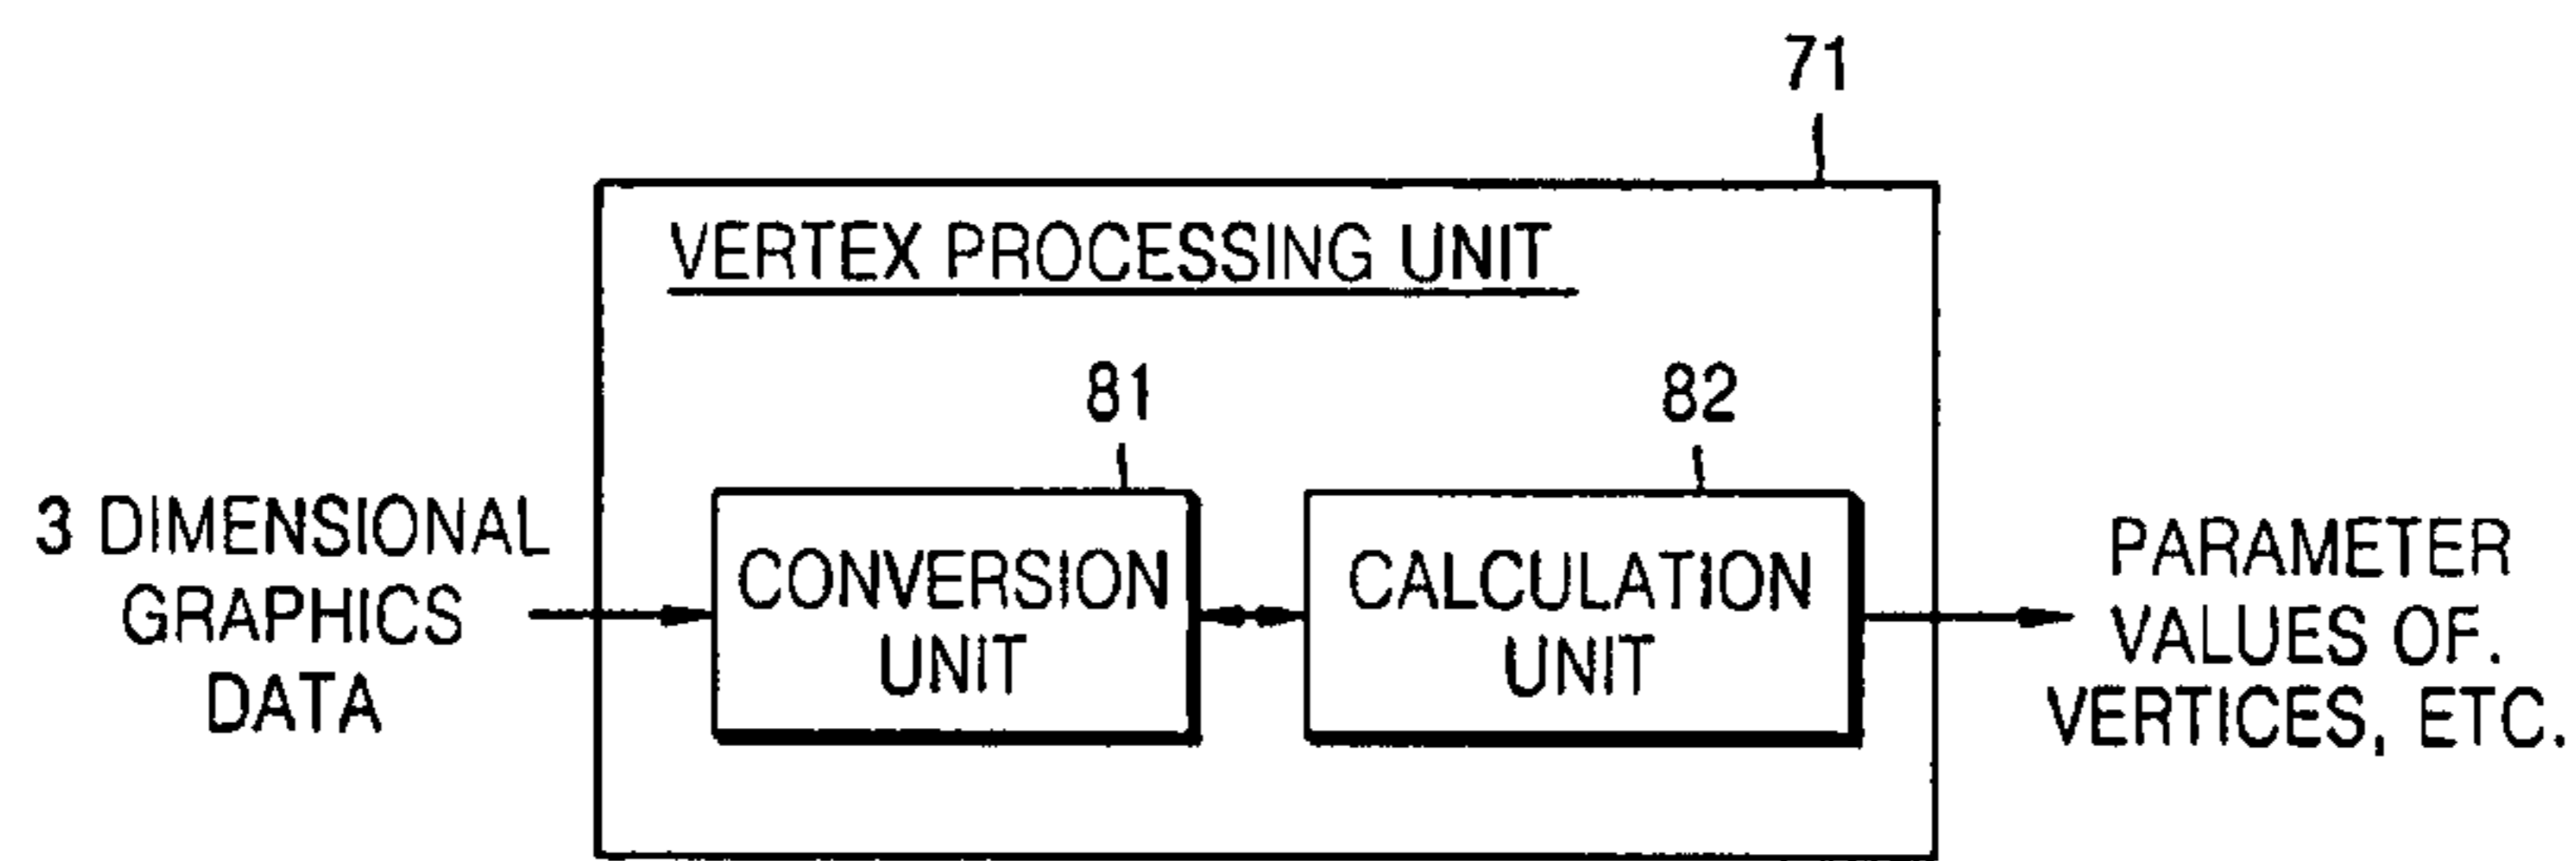 71
VERTEX PROCESSING UNIT
81
82
3 DIMENSIONAL
GRAPHICS
DATA
CONVERSION
UNIT
CALCULATION
UNIT
PARAMETER
VALUES OF.
VERTICES, ETC.